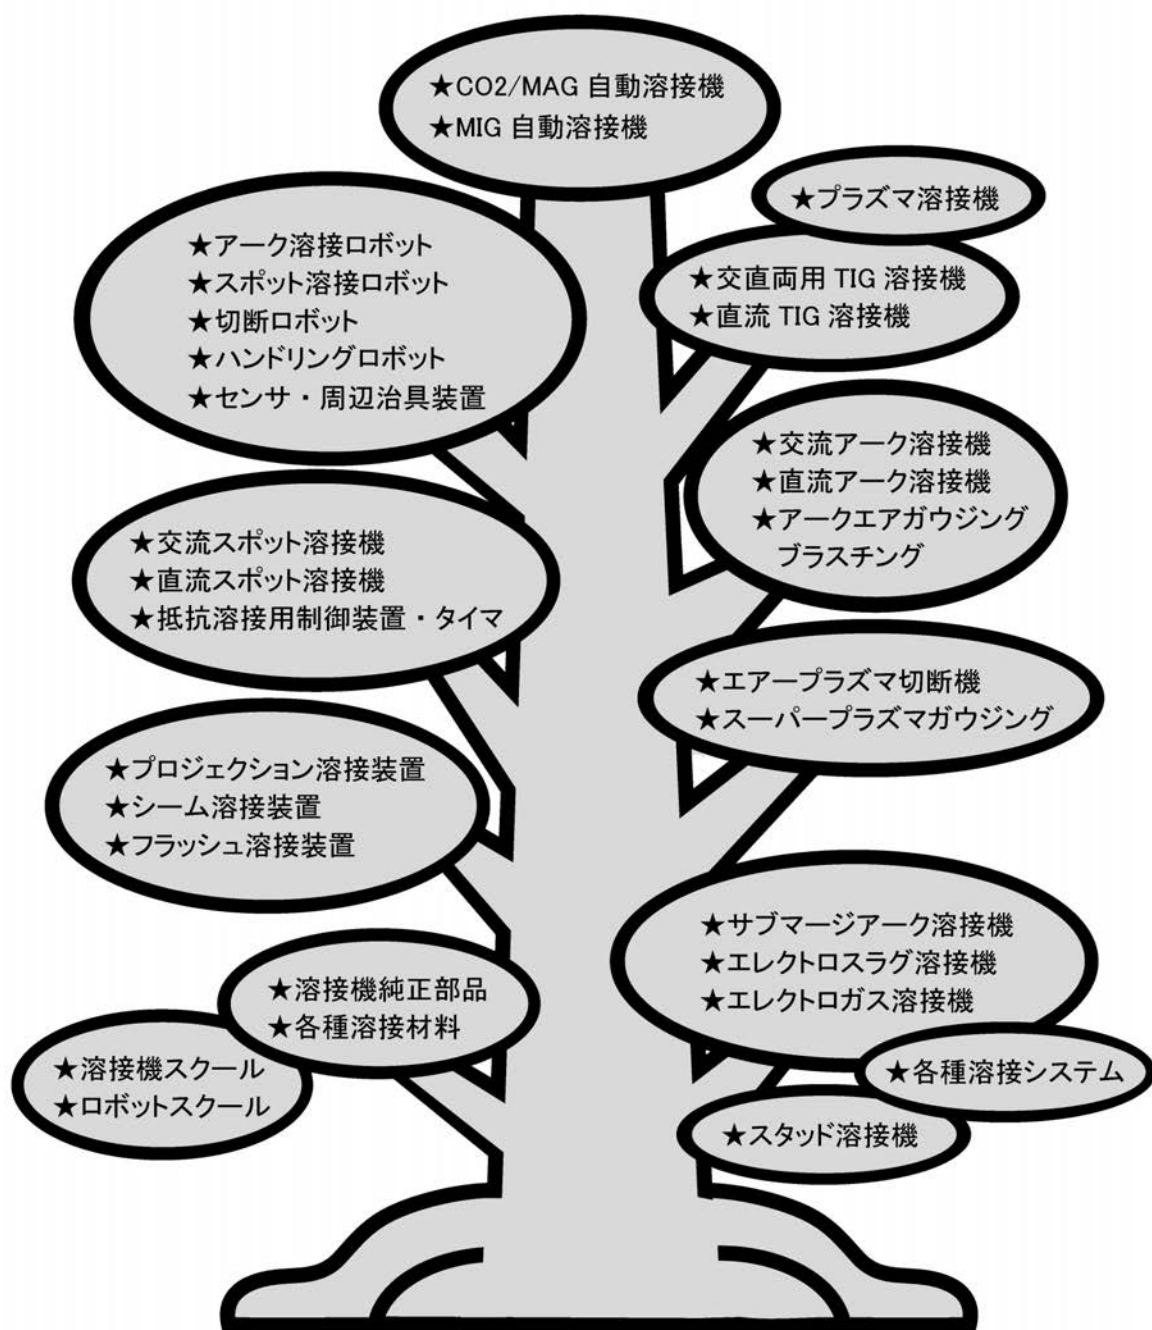 ★CO2/MAG 自動溶接機
★MIG 自動溶接機
★プラズマ溶接機
★アーク溶接ロボット
★スポット溶接ロボット
★切断ロボット
★ハンドリングロボット
★センサ・周辺治具装置
★交直両用 TIG 溶接機
★直流 TIG 溶接機
★交流アーク溶接機
★直流アーク溶接機
★アークエアガウジング
ブラスチング
★交流スポット溶接機
★直流スポット溶接機
★抵抗溶接用制御装置・タイマ
★エアープラズマ切断機
★スーパープラズマガウジング
★プロジェクション溶接装置
★シーム溶接装置
★フラッシュ溶接装置
★サブマージアーク溶接機
★エレクトロスラグ溶接機
★エレクトロガス溶接機
★溶接機純正部品
★各種溶接材料
★溶接機スクール
★ロボットスクール
★各種溶接システム
★スタッド溶接機